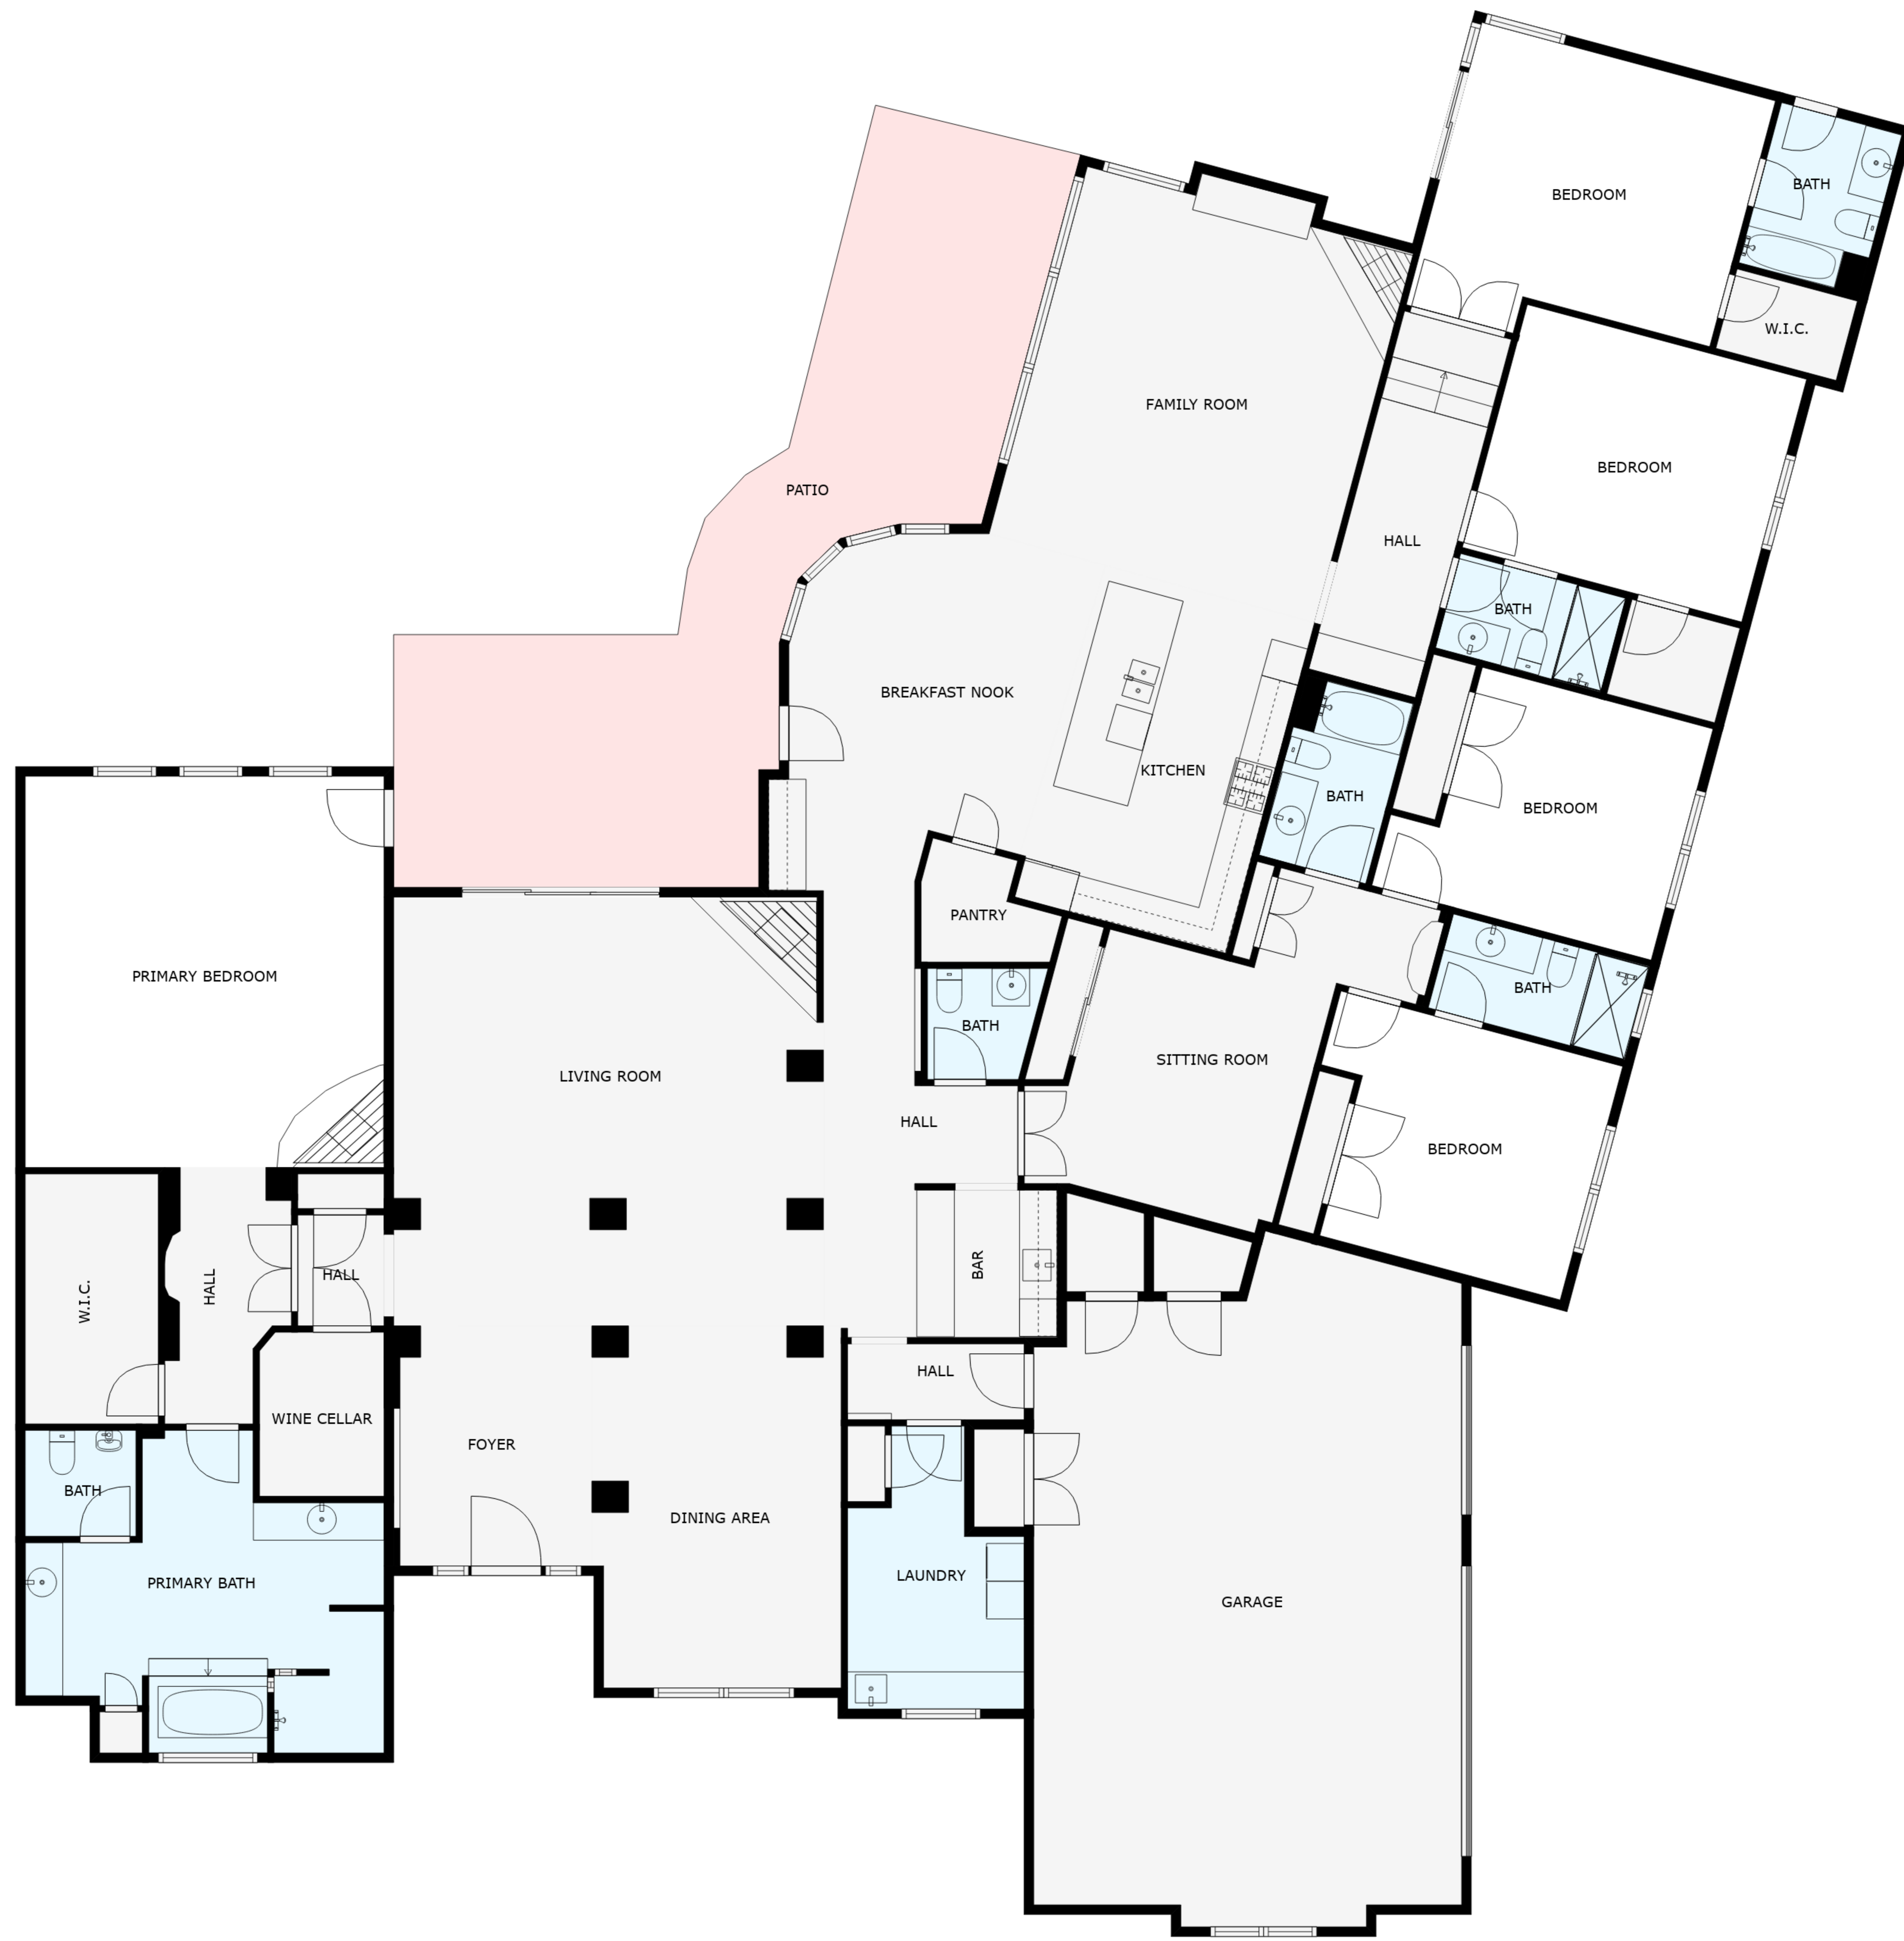 BEDROOM
BATH
W.I.C.
FAMILY ROOM
BEDROOM
PATIO
HALL
BATH
BREAKFAST NOOK
KITCHEN
BATH
BEDROOM
PANTRY
PRIMARY BEDROOM
BATH
BATH
LIVING ROOM
SITTING ROOM
HALL
BEDROOM
W.I.C.
HALL
HALL
BAR
HALL
WINE CELLAR
FOYER
BATH
DINING AREA
PRIMARY BATH
LAUNDRY
GARAGE